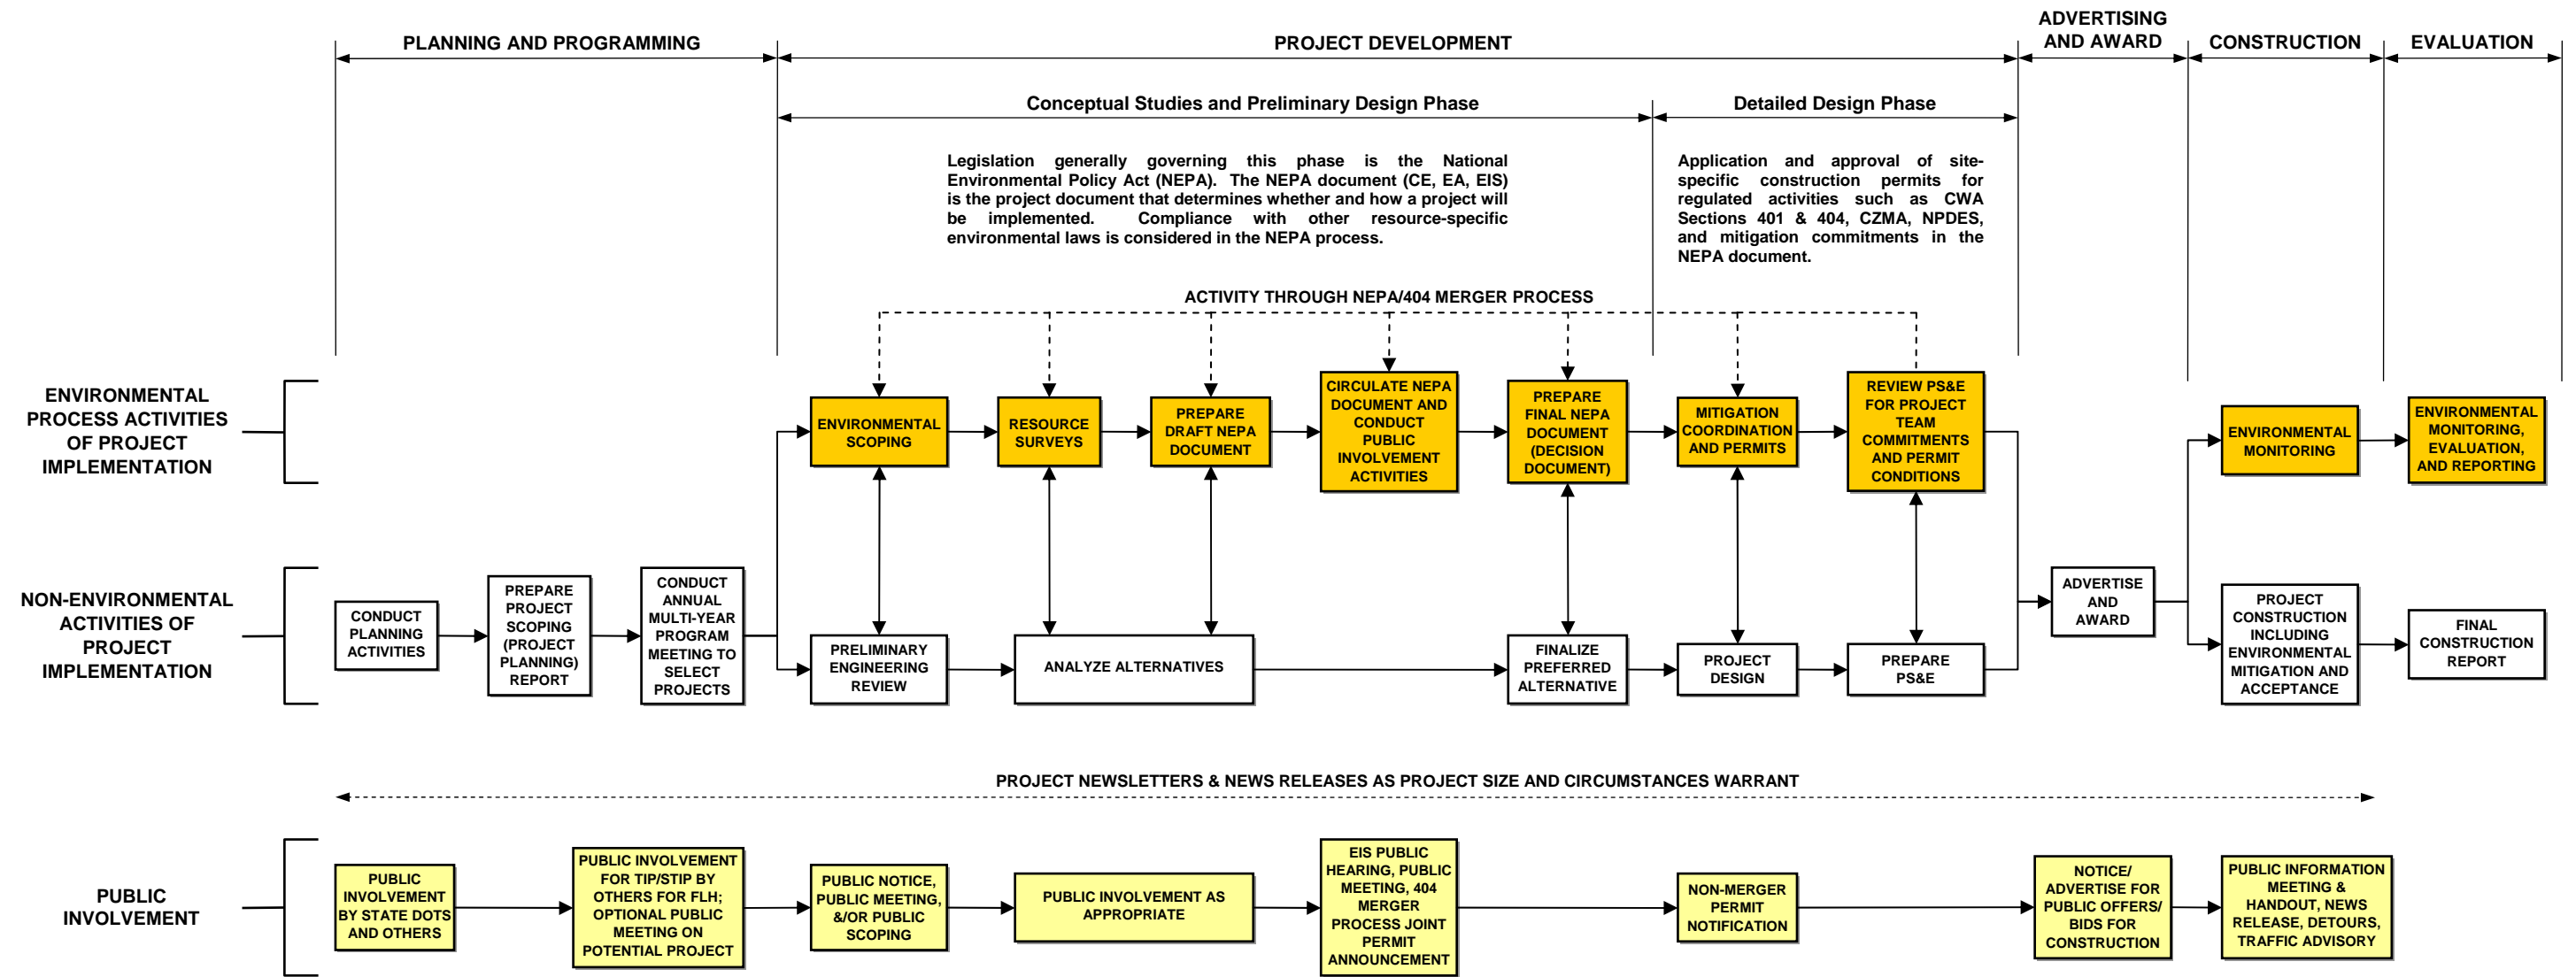 PLANNING AND PROGRAMMING
PROJECT DEVELOPMENT
ADVERTISING
AND AWARD
CONSTRUCTION
EVALUATION
Conceptual Studies and Preliminary Design Phase
Detailed Design Phase
Legislation generally governing this phase is the National
Environmental Policy Act (NEPA). The NEPA document (CE, EA, EIS)
is the project document that determines whether and how a project will
be implemented. Compliance with other resource-specific
environmental laws is considered in the NEPA process.
Application and approval of site-
specific construction permits for
regulated activities such as CWA
Sections 401 & 404, CZMA, NPDES,
and mitigation commitments in the
NEPA document.
ACTIVITY THROUGH NEPA/404 MERGER PROCESS
ENVIRONMENTAL
PROCESS ACTIVITIES
OF PROJECT
IMPLEMENTATION
ENVIRONMENTAL
SCOPING
RESOURCE
SURVEYS
PREPARE
DRAFT NEPA
DOCUMENT
CIRCULATE NEPA
DOCUMENT AND
CONDUCT
PUBLIC
INVOLVEMENT
ACTIVITIES
PREPARE
FINAL NEPA
DOCUMENT
(DECISION
DOCUMENT)
MITIGATION
COORDINATION
AND PERMITS
REVIEW PS&E
FOR PROJECT
TEAM
COMMITMENTS
AND PERMIT
CONDITIONS
ENVIRONMENTAL
MONITORING
ENVIRONMENTAL
MONITORING,
EVALUATION,
AND REPORTING
NON-ENVIRONMENTAL
ACTIVITIES OF
PROJECT
IMPLEMENTATION
CONDUCT
PLANNING
ACTIVITIES
PREPARE
PROJECT
SCOPING
(PROJECT
PLANNING)
REPORT
CONDUCT
ANNUAL
MULTI-YEAR
PROGRAM
MEETING TO
SELECT
PROJECTS
PRELIMINARY
ENGINEERING
REVIEW
ANALYZE ALTERNATIVES
FINALIZE
PREFERRED
ALTERNATIVE
PROJECT
DESIGN
PREPARE
PS&E
ADVERTISE
AND
AWARD
PROJECT
CONSTRUCTION
INCLUDING
ENVIRONMENTAL
MITIGATION AND
ACCEPTANCE
FINAL
CONSTRUCTION
REPORT
PROJECT NEWSLETTERS & NEWS RELEASES AS PROJECT SIZE AND CIRCUMSTANCES WARRANT
PUBLIC
INVOLVEMENT
PUBLIC
INVOLVEMENT
BY STATE DOTS
AND OTHERS
PUBLIC INVOLVEMENT
FOR TIP/STIP BY
OTHERS FOR FLH;
OPTIONAL PUBLIC
MEETING ON
POTENTIAL PROJECT
PUBLIC NOTICE,
PUBLIC MEETING,
&/OR PUBLIC
SCOPING
PUBLIC INVOLVEMENT AS
APPROPRIATE
EIS PUBLIC
HEARING, PUBLIC
MEETING, 404
MERGER
PROCESS JOINT
PERMIT
ANNOUNCEMENT
NON-MERGER
PERMIT
NOTIFICATION
NOTICE/
ADVERTISE FOR
PUBLIC OFFERS/
BIDS FOR
CONSTRUCTION
PUBLIC INFORMATION
MEETING &
HANDOUT, NEWS
RELEASE, DETOURS,
TRAFFIC ADVISORY